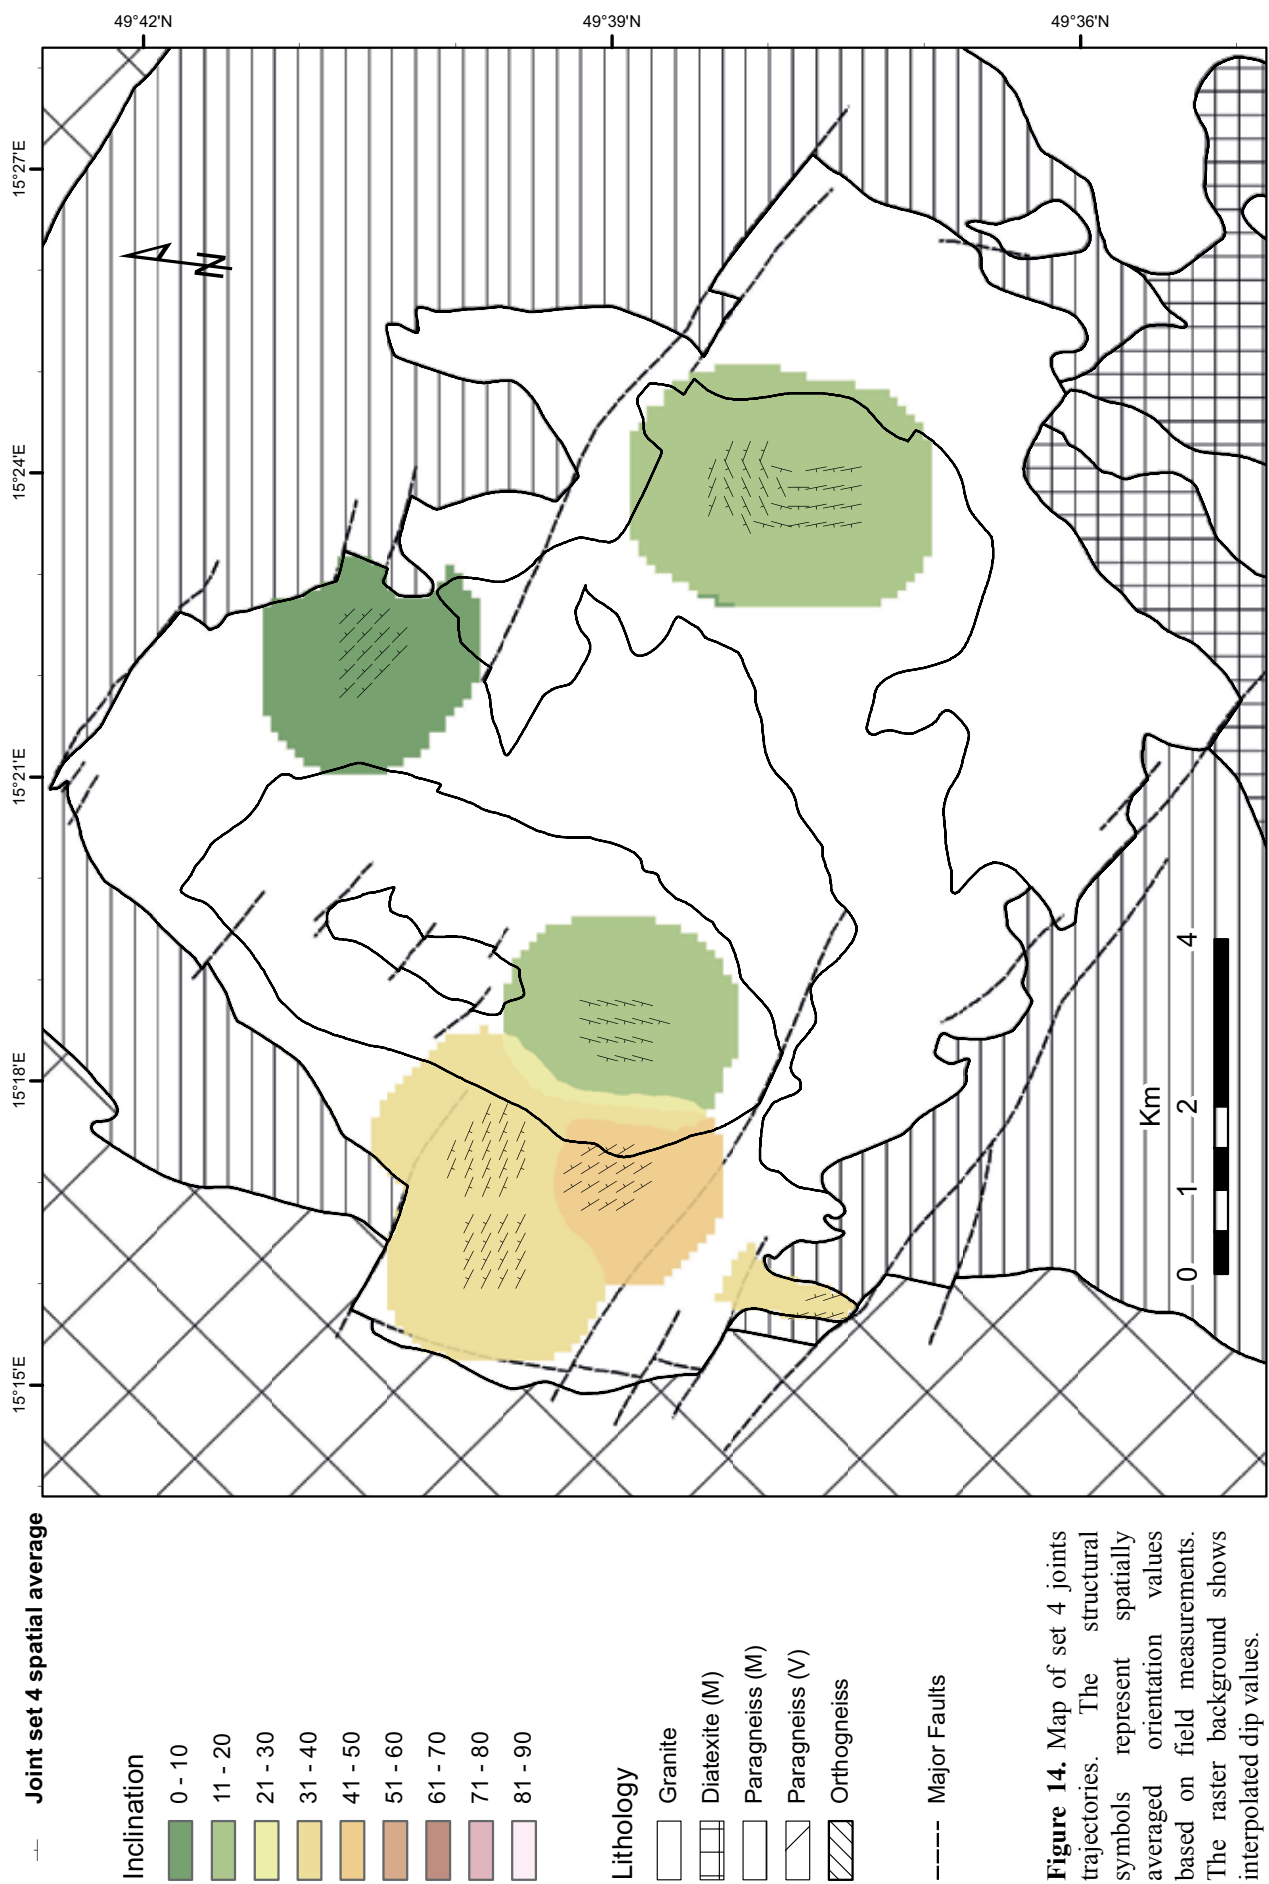 49°42'N
49°39'N
49°36'N
15°27'E
15°24'E
15°21'E
15°18'E
15°15'E
N
Km
0 1 2 4
Joint set 4 spatial average
Inclination
0 - 10
11 - 20
21 - 30
31 - 40
41 - 50
51 - 60
61 - 70
71 - 80
81 - 90
Lithology
Granite
Diatexite (M)
Paragneiss (M)
Paragneiss (V)
Orthogneiss
Major Faults
Figure 14. Map of set 4 joints
trajectories. The structural
symbols represent spatially
averaged orientation values
based on field measurements.
The raster background shows
interpolated dip values.